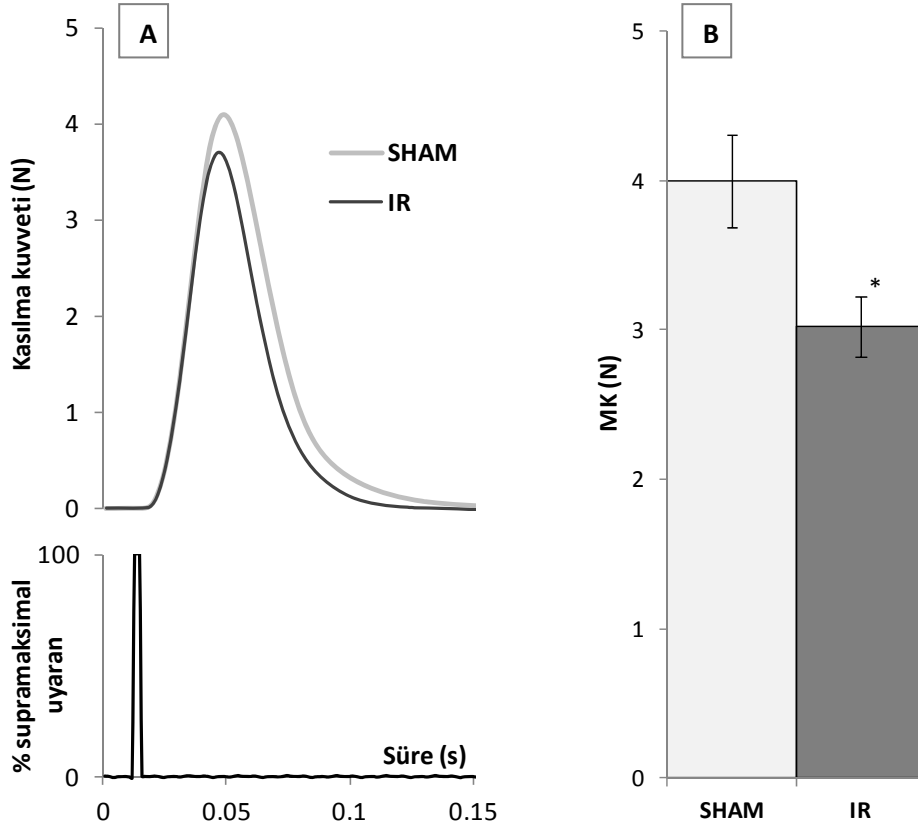 A
Kasılma kuvveti (N)
5
4
3
2
1
0
SHAM
IR
% supramaksimal
uyaran
100
0
Süre (s)
0
0.05
0.1
0.15
B
MK (N)
5
4
3
2
1
0
*
SHAM
IR